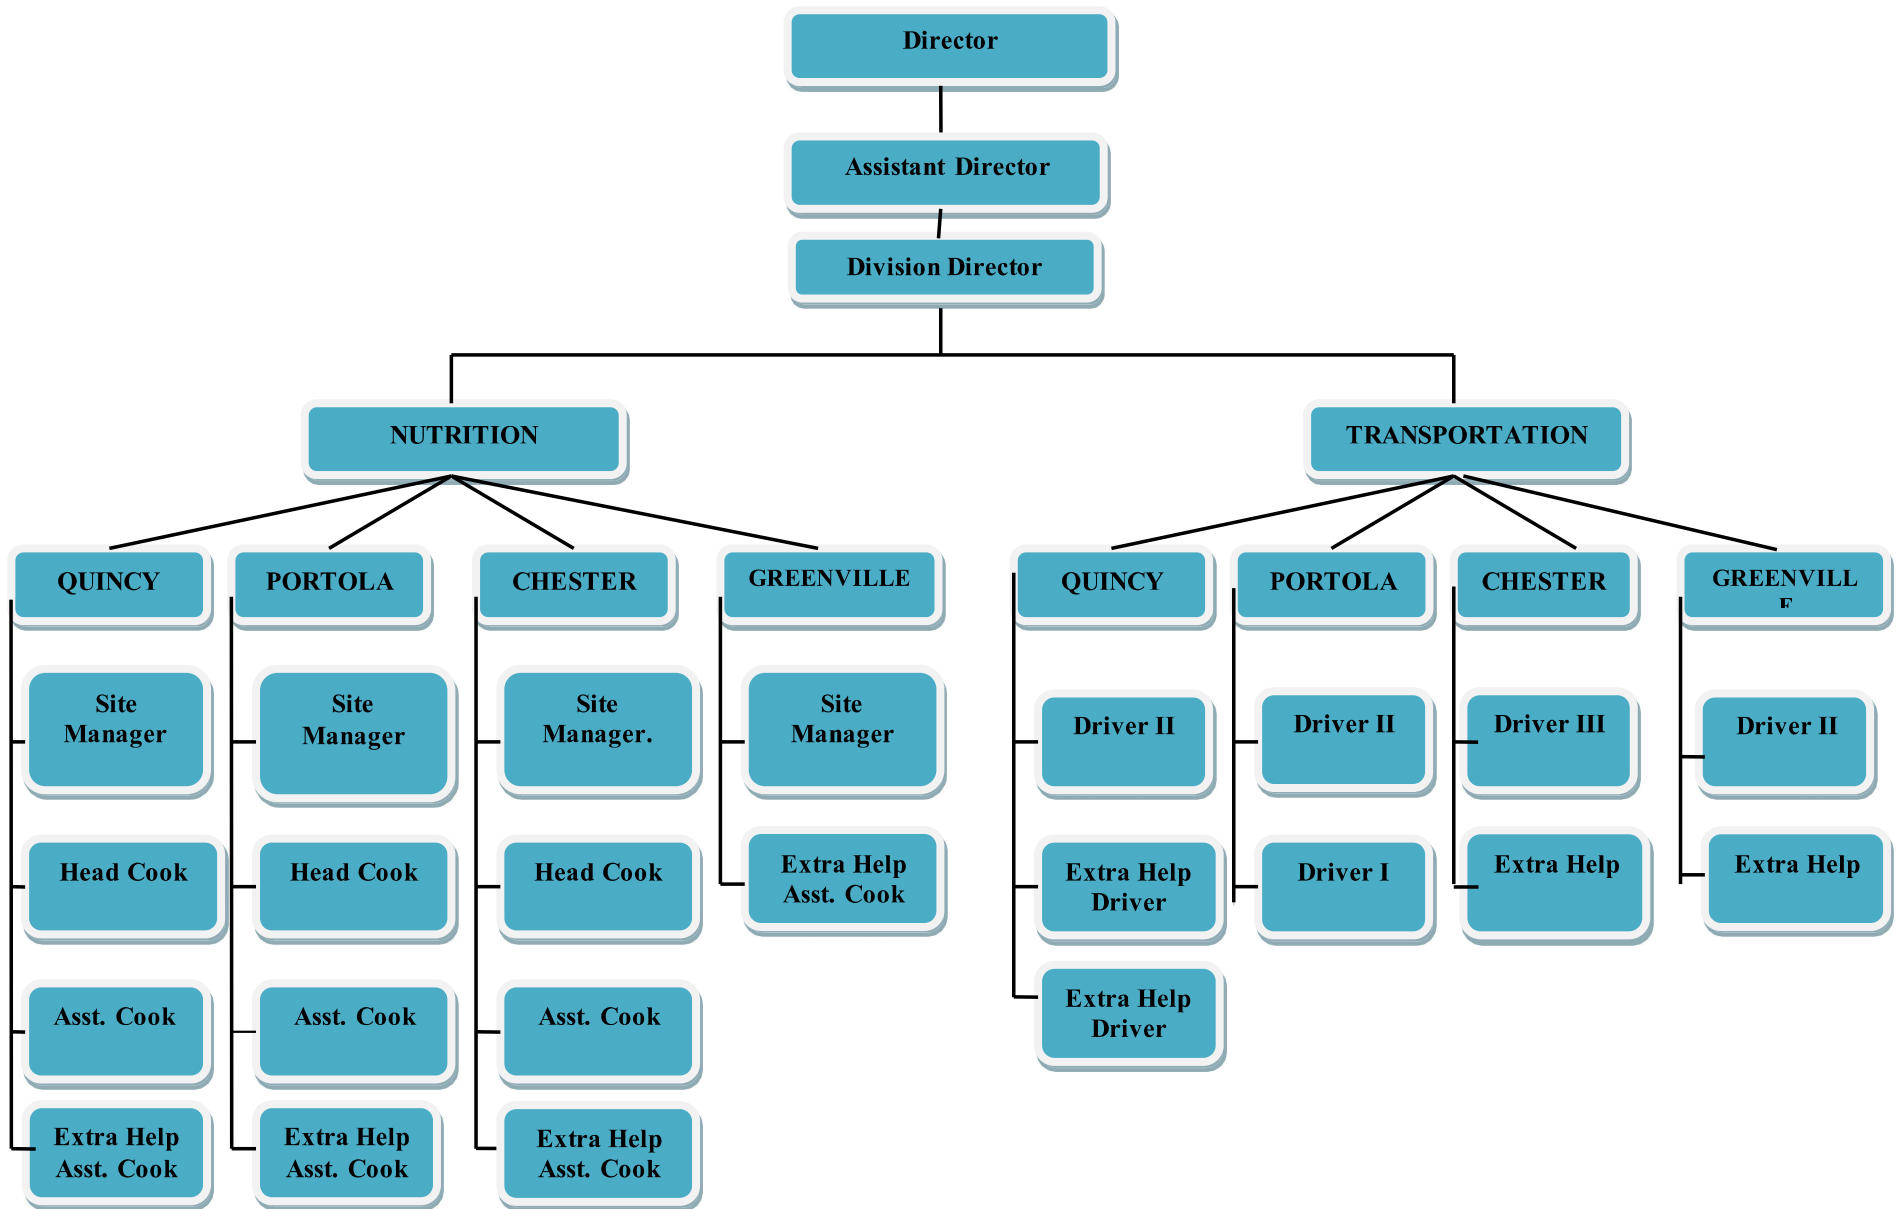 Director
Assistant Director
Division Director
NUTRITION
TRANSPORTATION
QUINCY
PORTOLA
CHESTER
GREENVILLE
QUINCY
PORTOLA
CHESTER
GREENVILL
E
Site
Manager
Site
Manager
Site
Manager.
Site
Manager
Driver II
Driver II
Driver III
Driver II
Head Cook
Head Cook
Head Cook
Extra Help
Asst. Cook
Extra Help
Driver
Driver I
Extra Help
Extra Help
Asst. Cook
Asst. Cook
Asst. Cook
Extra Help
Driver
Extra Help
Asst. Cook
Extra Help
Asst. Cook
Extra Help
Asst. Cook